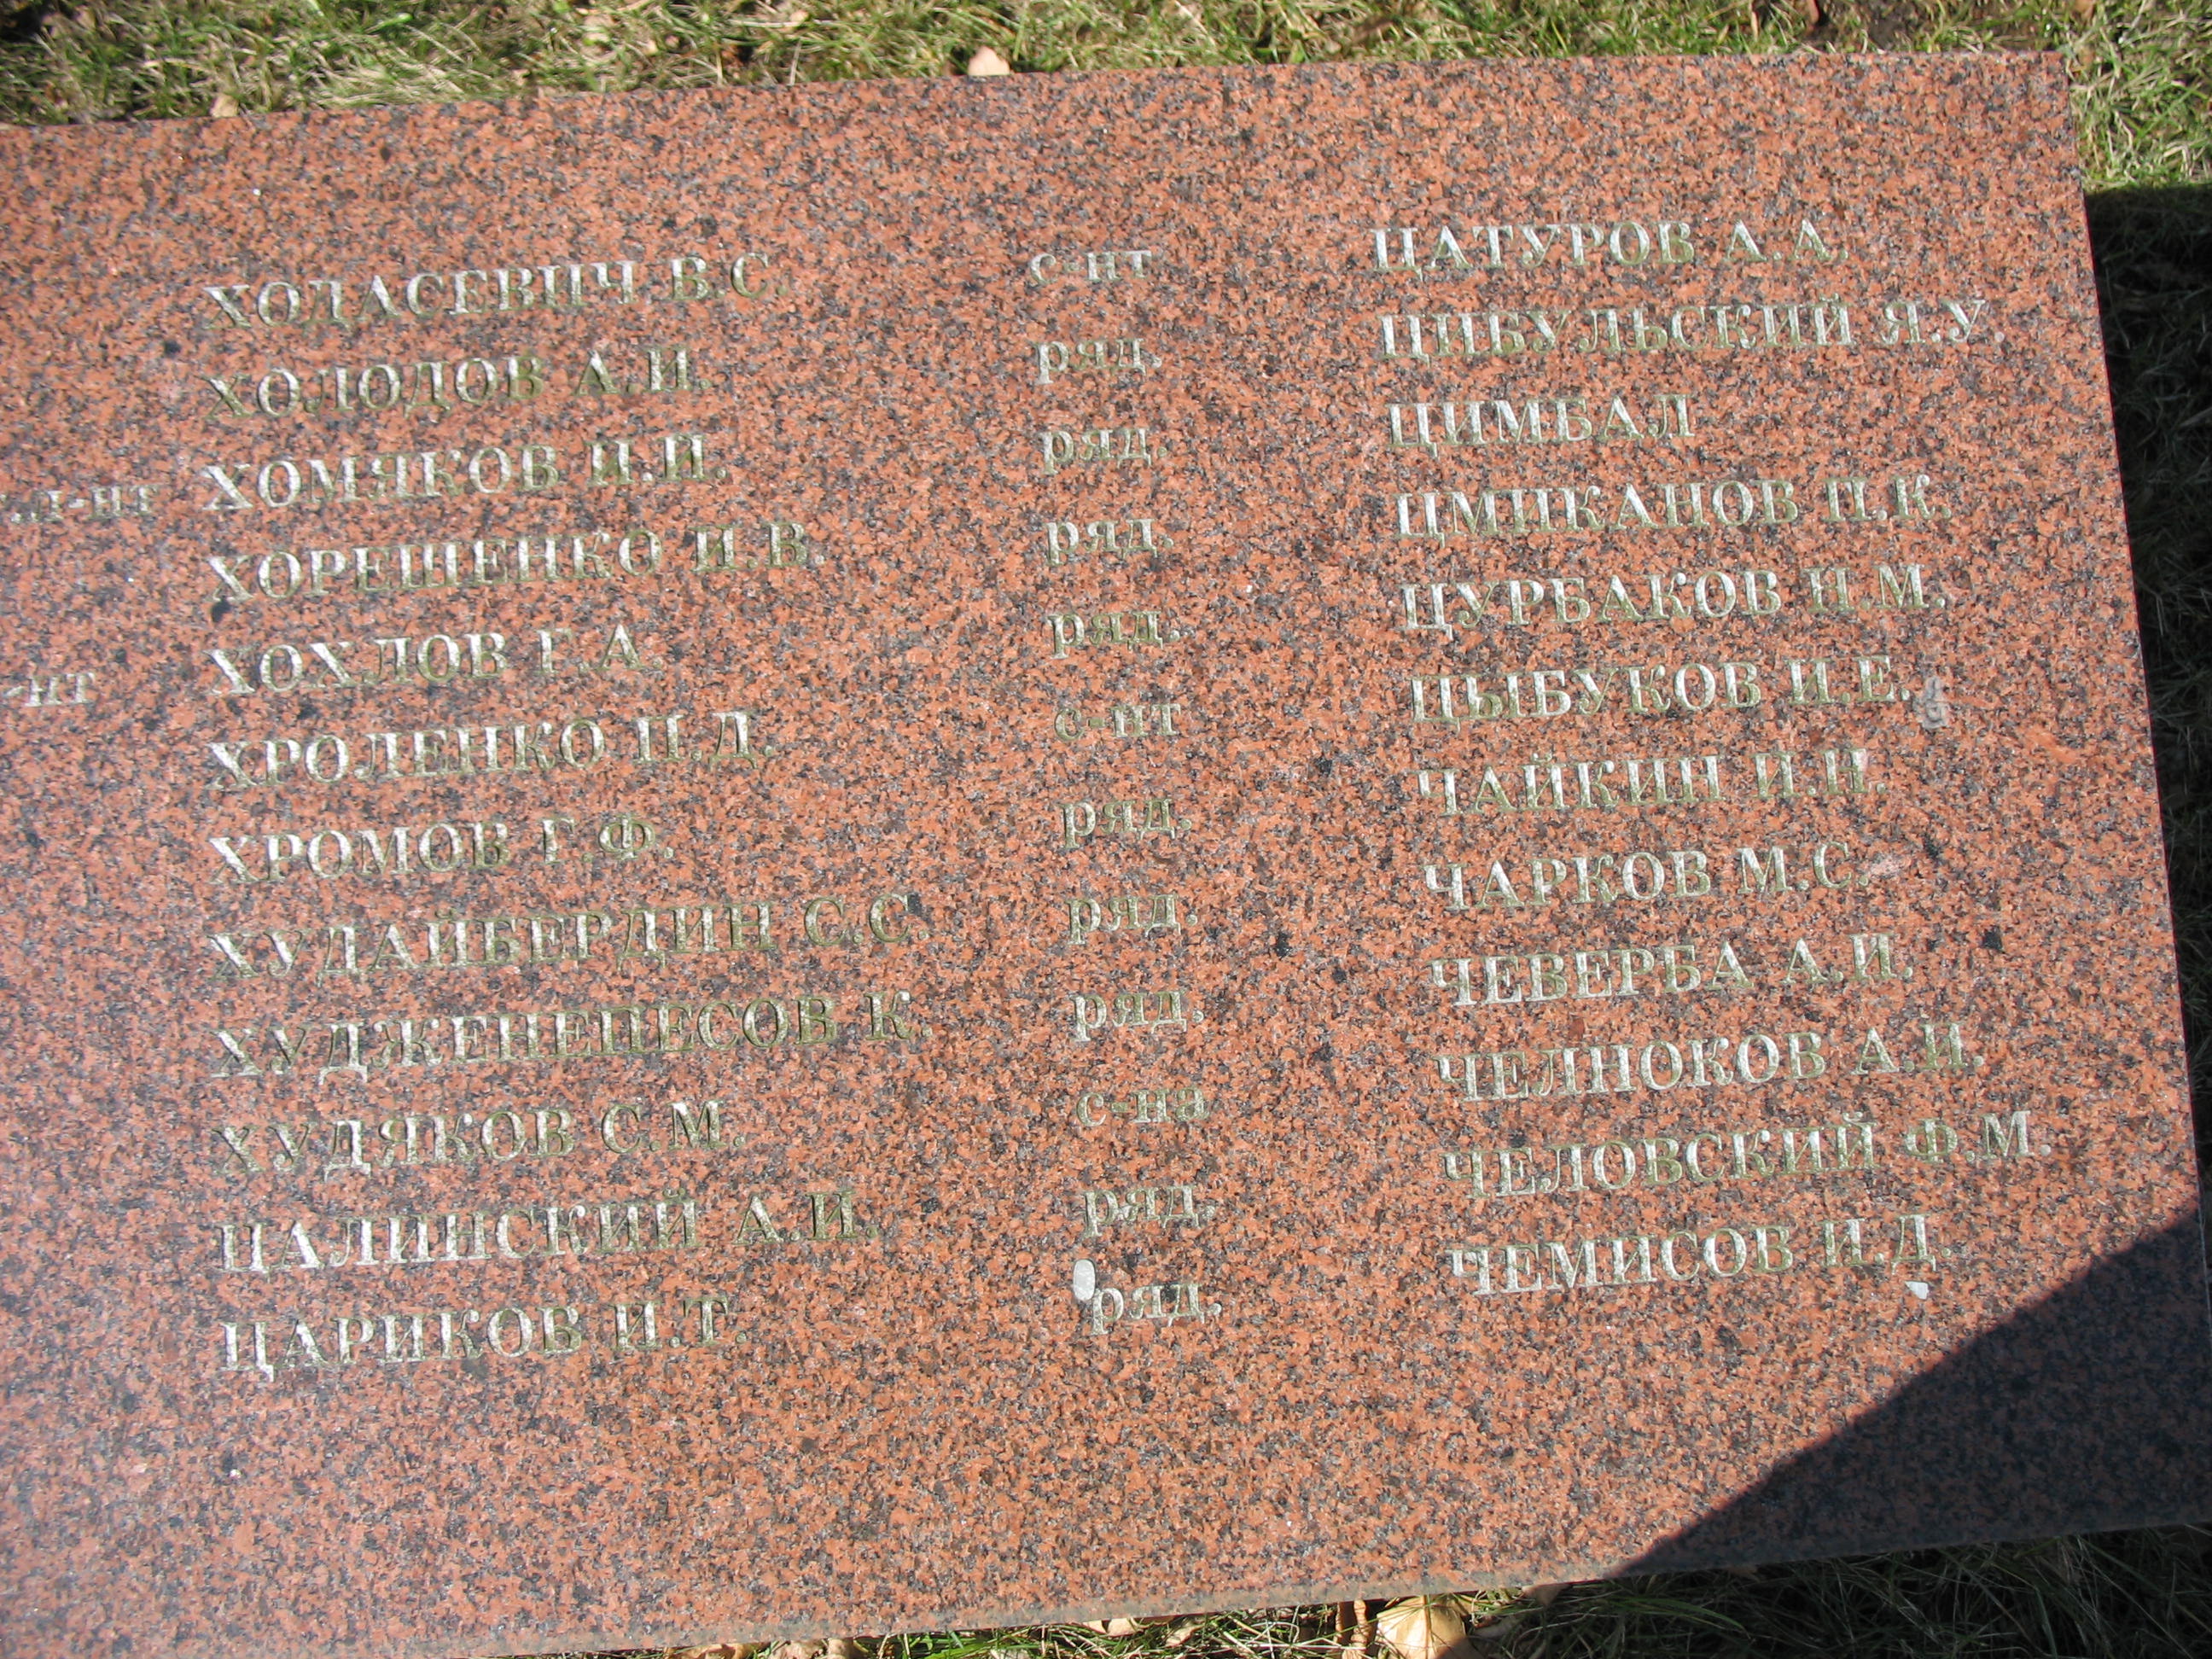 ХОДАСЕВИЧ В.С. с-нт ЦАТУРОВ А.А.
ХОЛОДОВ А.И. ряд. ЦИБУЛЬСКИЙ Я.У.
ХОМЯКОВ И.И. ряд. ЦИМБАЛ
ХОРЕШЕНКО И.В. ряд. ЦМИКАНОВ П.К.
ХОХЛОВ Г.А. ряд. ЦУРБАКОВ Н.М.
ХРОЛЕНКО Н.Д. с-нт ЦЫБУКОВ И.Е.
ХРОМОВ Г.Ф. ряд. ЧАЙКИН И.Н.
ХУДАЙБЕРДИН С.С. ряд. ЧАРКОВ М.С.
ХУДЖЕНЕПЕСОВ К. ряд. ЧЕВЕРБА А.И.
ХУДЯКОВ С.М. с-на ЧЕЛНОКОВ А.И.
ЦАЛИНСКИЙ А.И. ряд. ЧЕЛОВСКИЙ Ф.М.
ЦАРИКОВ И.Т. ряд. ЧЕМИСОВ И.Д.